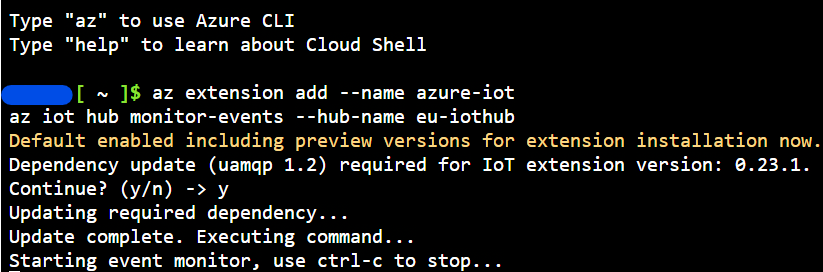 Type "az" to use Azure CLI
Type "help" to learn about Cloud Shell
[ ~ ]$ az extension add --name azure-iot
az iot hub monitor-events --hub-name eu-iothub
Default enabled including preview versions for extension installation now.
Dependency update (uamqp 1.2) required for IoT extension version: 0.23.1.
Continue? (y/n) -> y
Updating required dependency...
Update complete. Executing command...
Starting event monitor, use ctrl-c to stop...